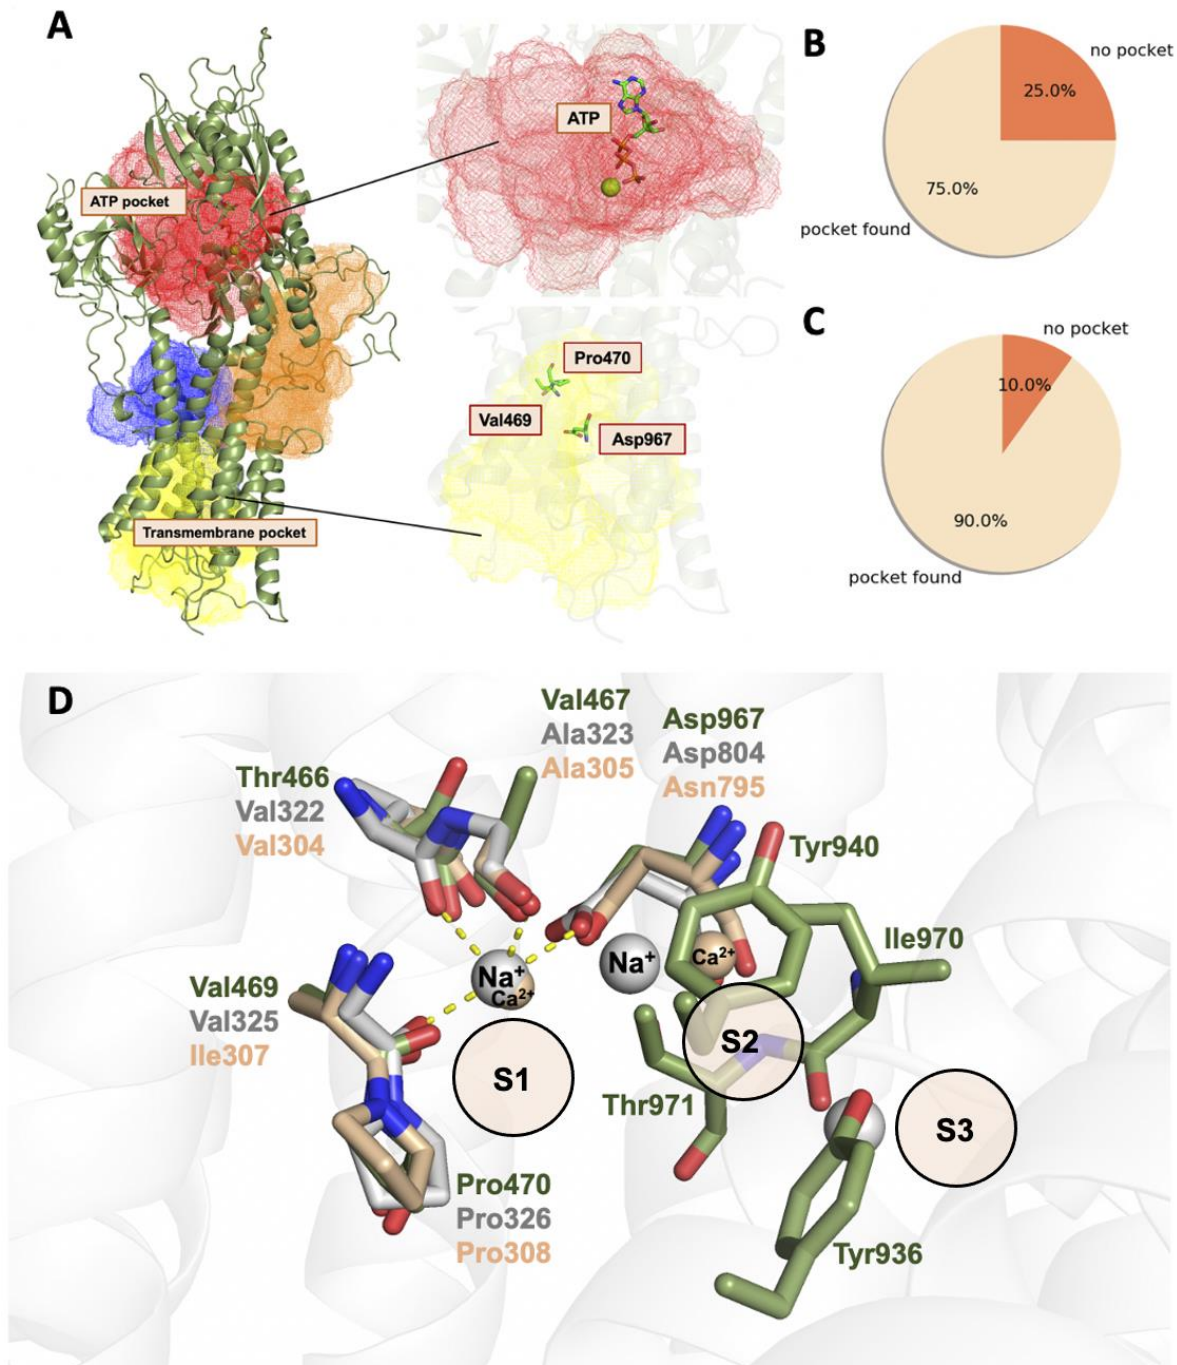 A
ATP pocket
Transmembrane pocket
ATP
Pro470
Val469
Asp967
B
no pocket
25.0%
75.0%
pocket found
C
no pocket
10.0%
90.0%
pocket found
D
Thr466
Val322
Val304
Val467
Ala323
Ala305
Asp967
Asp804
Asn795
Tyr940
Ile970
Val469
Val325
Ile307
Na⁺
Ca²⁺
Na⁺
Ca²⁺
S1
S2
S3
Thr971
Pro470
Pro326
Pro308
Tyr936